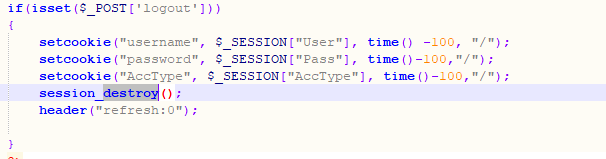 if(isset($_POST['logout']))
{
setcookie("username", $_SESSION["User"], time() -100, "/");
setcookie("password", $_SESSION["Pass"], time()-100,"/");
setcookie("AccType", $_SESSION["AccType"], time()-100,"/");
session_destroy();
header("refresh:0");
}